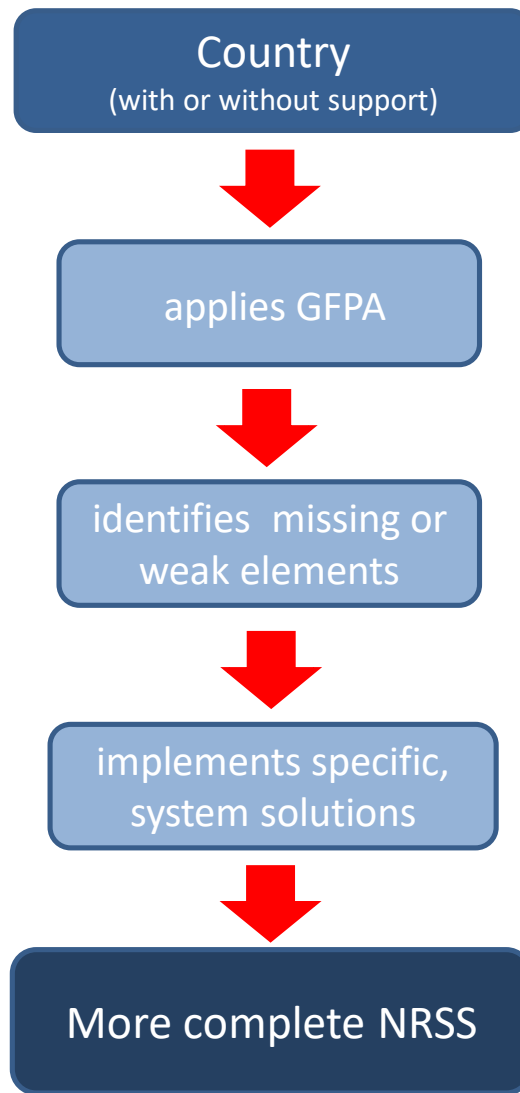 Country
(with or without support)
applies GFPA
identifies  missing or
weak elements
implements specific,
system solutions
More complete NRSS